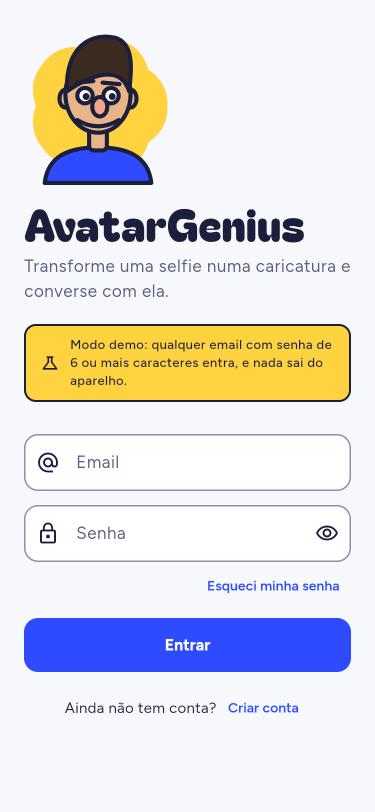 AvatarGenius
Transforme uma selfie numa caricatura e
converse com ela.
Modo demo: qualquer email com senha de
6 ou mais caracteres entra, e nada sai do
aparelho.
Email
Senha
Esqueci minha senha
Entrar
Ainda não tem conta? Criar conta